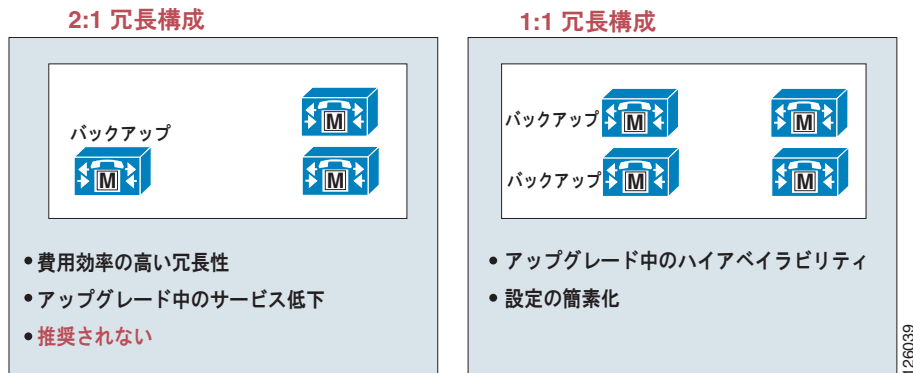 2:1 冗長構成
バックアップ
M
M
M
• 費用効率の高い冗長性
• アップグレード中のサービス低下
• 推奨されない
1:1 冗長構成
バックアップ
M
M
バックアップ
M
M
• アップグレード中のハイアベイラビリティ
• 設定の簡素化
126039